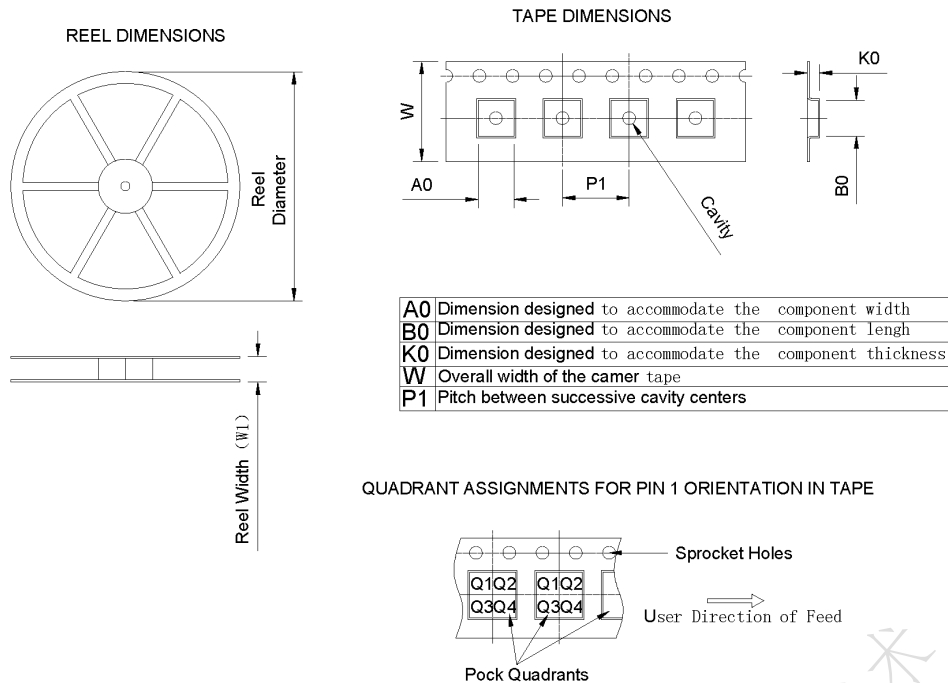 TAPE DIMENSIONS
REEL DIMENSIONS
K0
W
Reel
Diameter
A0
P1
B0
Cavity
A0 Dimension designed to accommodate the component width
B0 Dimension designed to accommodate the component lengh
K0 Dimension designed to accommodate the component thickness
W Overall width of the camer tape
P1 Pitch between successive cavity centers
Reel Width (W1)
QUADRANT ASSIGNMENTS FOR PIN 1 ORIENTATION IN TAPE
Sprocket Holes
Q1Q2 Q1Q2
Q3Q4 Q3Q4
User Direction of Feed
Pock Quadrants